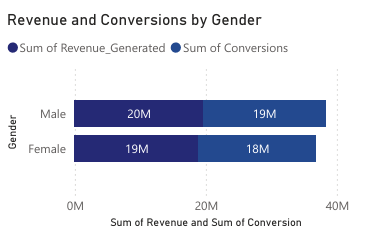 Revenue and Conversions by Gender
Sum of Revenue_Generated Sum of Conversions
Gender
Male 20M 19M
Female 19M 18M
0M 20M 40M
Sum of Revenue and Sum of Conversion